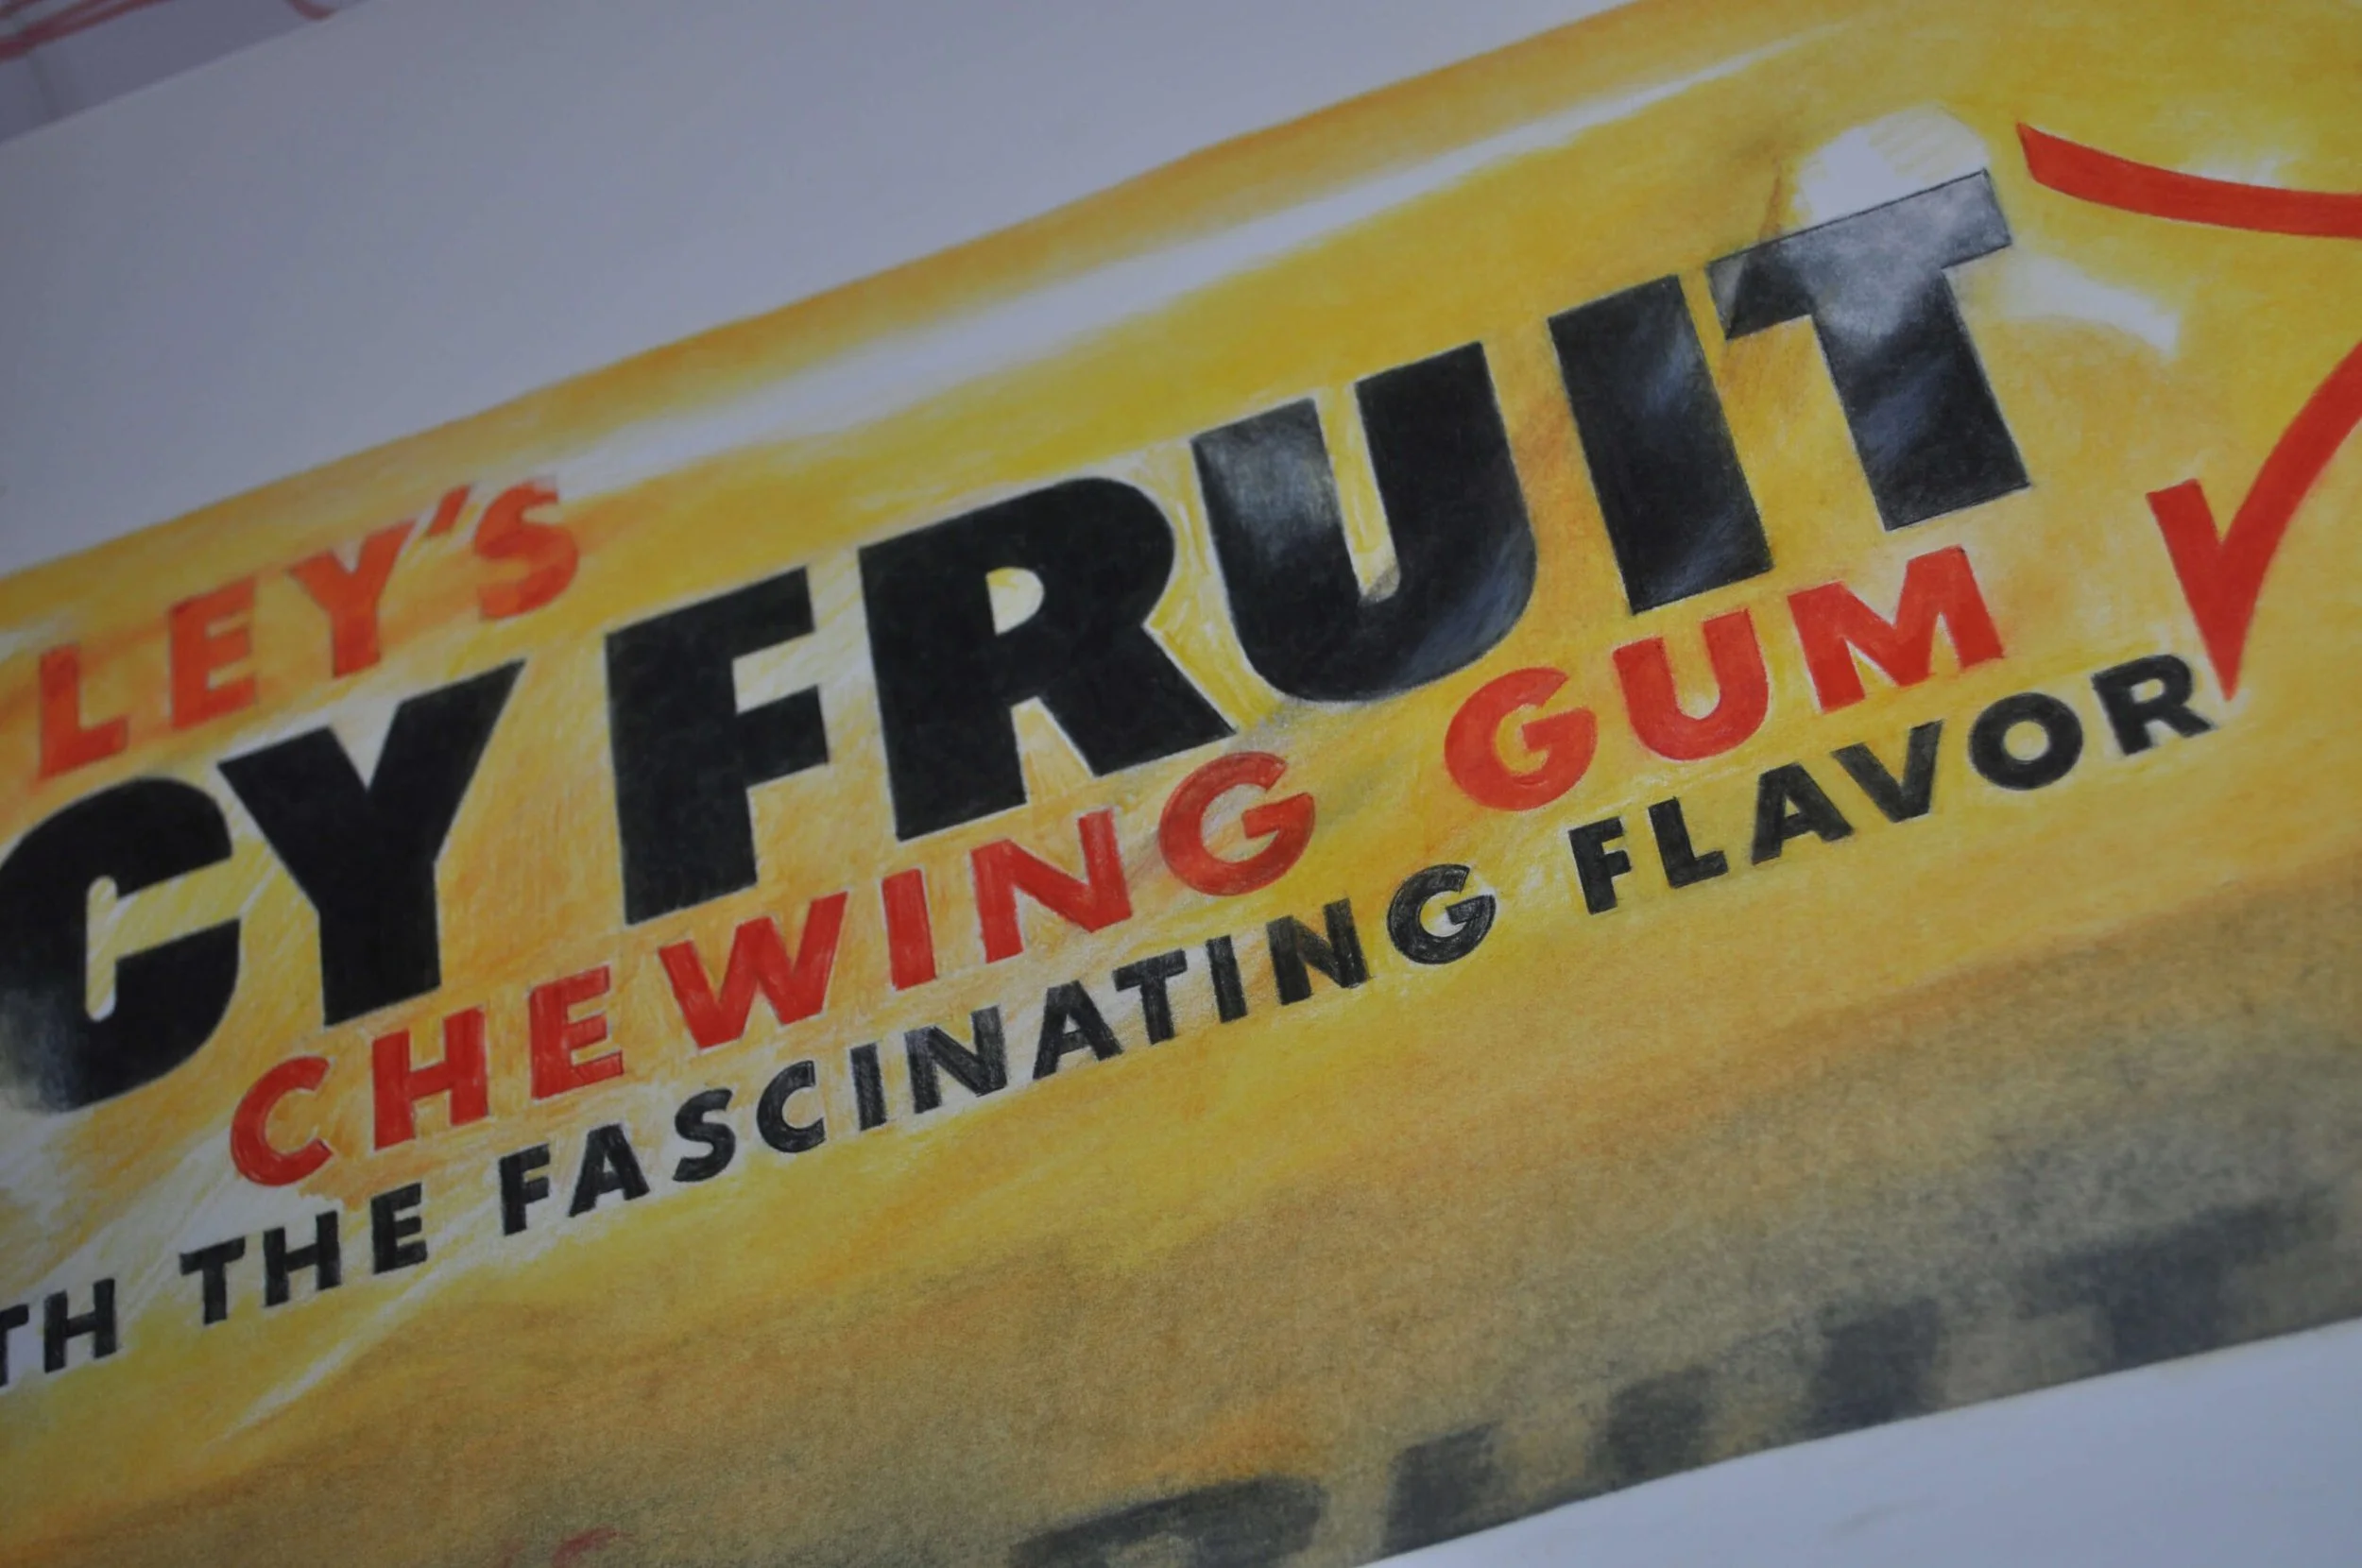 LEY'S
CY FRUIT
CHEWING GUM
TH THE FASCINATING FLAVOR